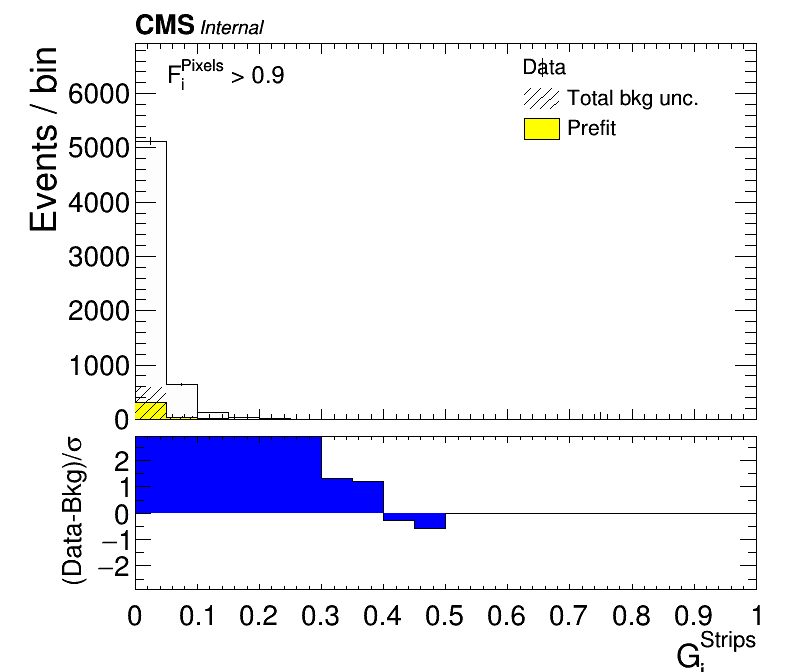 CMS Internal
F_i^Pixels > 0.9
Data
Total bkg unc.
Prefit
Events / bin
6000
5000
4000
3000
2000
1000
0
(Data-Bkg)/σ
2
1
0
−1
−2
0 0.1 0.2 0.3 0.4 0.5 0.6 0.7 0.8 0.9 1
G_i^Strips